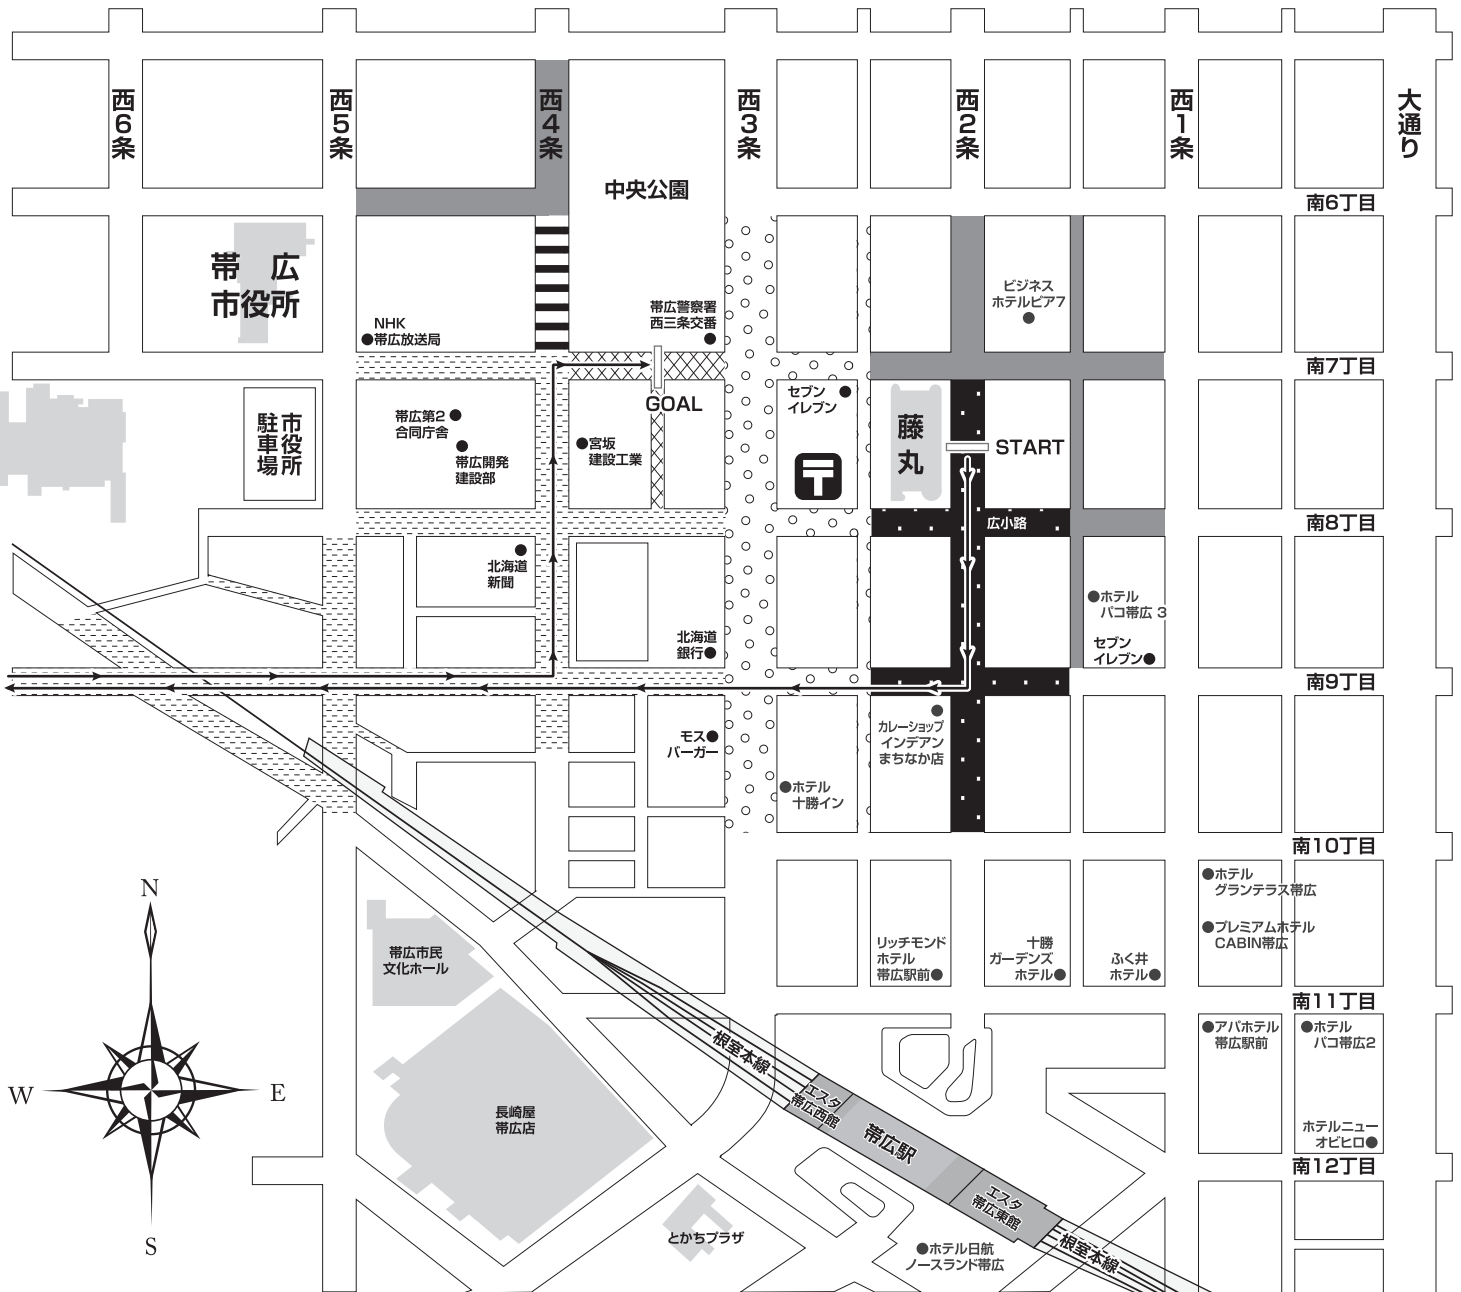 西6条
西5条
西4条
西3条
西2条
西1条
大通り
中央公園
南6丁目
帯 広
市役所
NHK
帯広放送局
帯広警察署
西三条交番
ビジネス
ホテルピア7
南7丁目
GOAL
セブン
イレブン
藤丸
START
市役所
駐車場
帯広第2
合同庁舎
帯広開発
建設部
宮坂
建設工業
広小路
南8丁目
北海道
新聞
北海道
銀行
ホテル
パコ帯広 3
セブン
イレブン
南9丁目
モス
バーガー
カレーショップ
インデアン
まちなか店
ホテル
十勝イン
南10丁目
ホテル
グランテラス帯広
プレミアムホテル
CABIN帯広
N
W
E
S
帯広市民
文化ホール
リッチモンド
ホテル
帯広駅前
十勝
ガーデンズ
ホテル
ふく井
ホテル
南11丁目
アパホテル
帯広駅前
ホテル
パコ帯広2
根室本線
エスタ
帯広西館
帯広駅
エスタ
帯広東館
根室本線
長崎屋
帯広店
ホテルニュー
オビヒロ
南12丁目
とかちプラザ
ホテル日航
ノースランド帯広